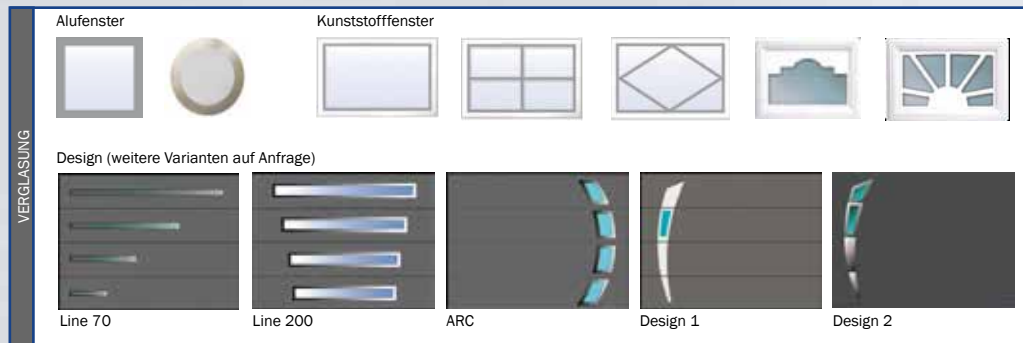 VERGLASUNG
Alufenster
Kunststofffenster
Design (weitere Varianten auf Anfrage)
Line 70
Line 200
ARC
Design 1
Design 2